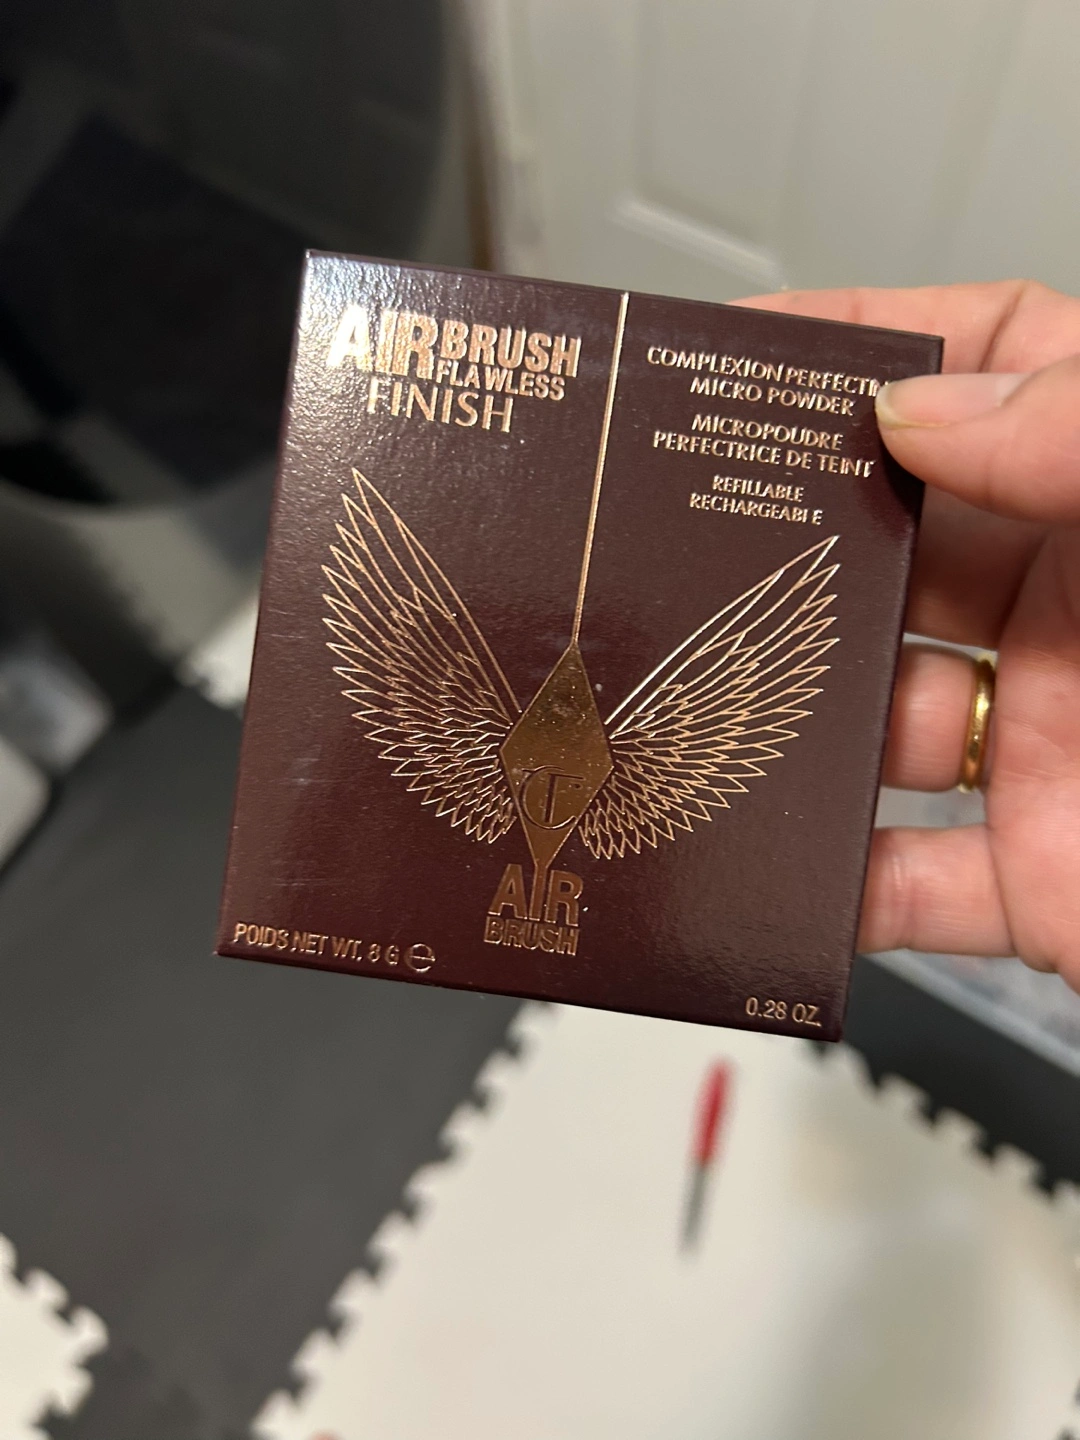 AIRBRUSH
FLAWLESS
FINISH
COMPLEXION PERFECTIN
MICRO POWDER
MICROPOUDRE
PERFECTRICE DE TEINT
REFILLABLE
RECHARGEABLE
CT
AIR
BRUSH
POIDS NET WT. 8 G ℮
0.28 OZ.